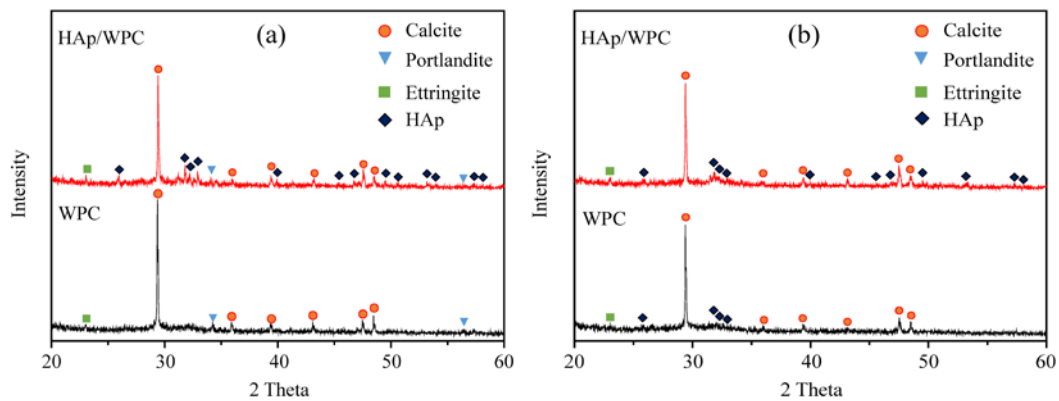 HAp/WPC
(a)
Calcite
Portlandite
Ettringite
HAp
WPC
Intensity
20 30 40 50 60
2 Theta
HAp/WPC
(b)
Calcite
Portlandite
Ettringite
HAp
WPC
Intensity
20 30 40 50 60
2 Theta